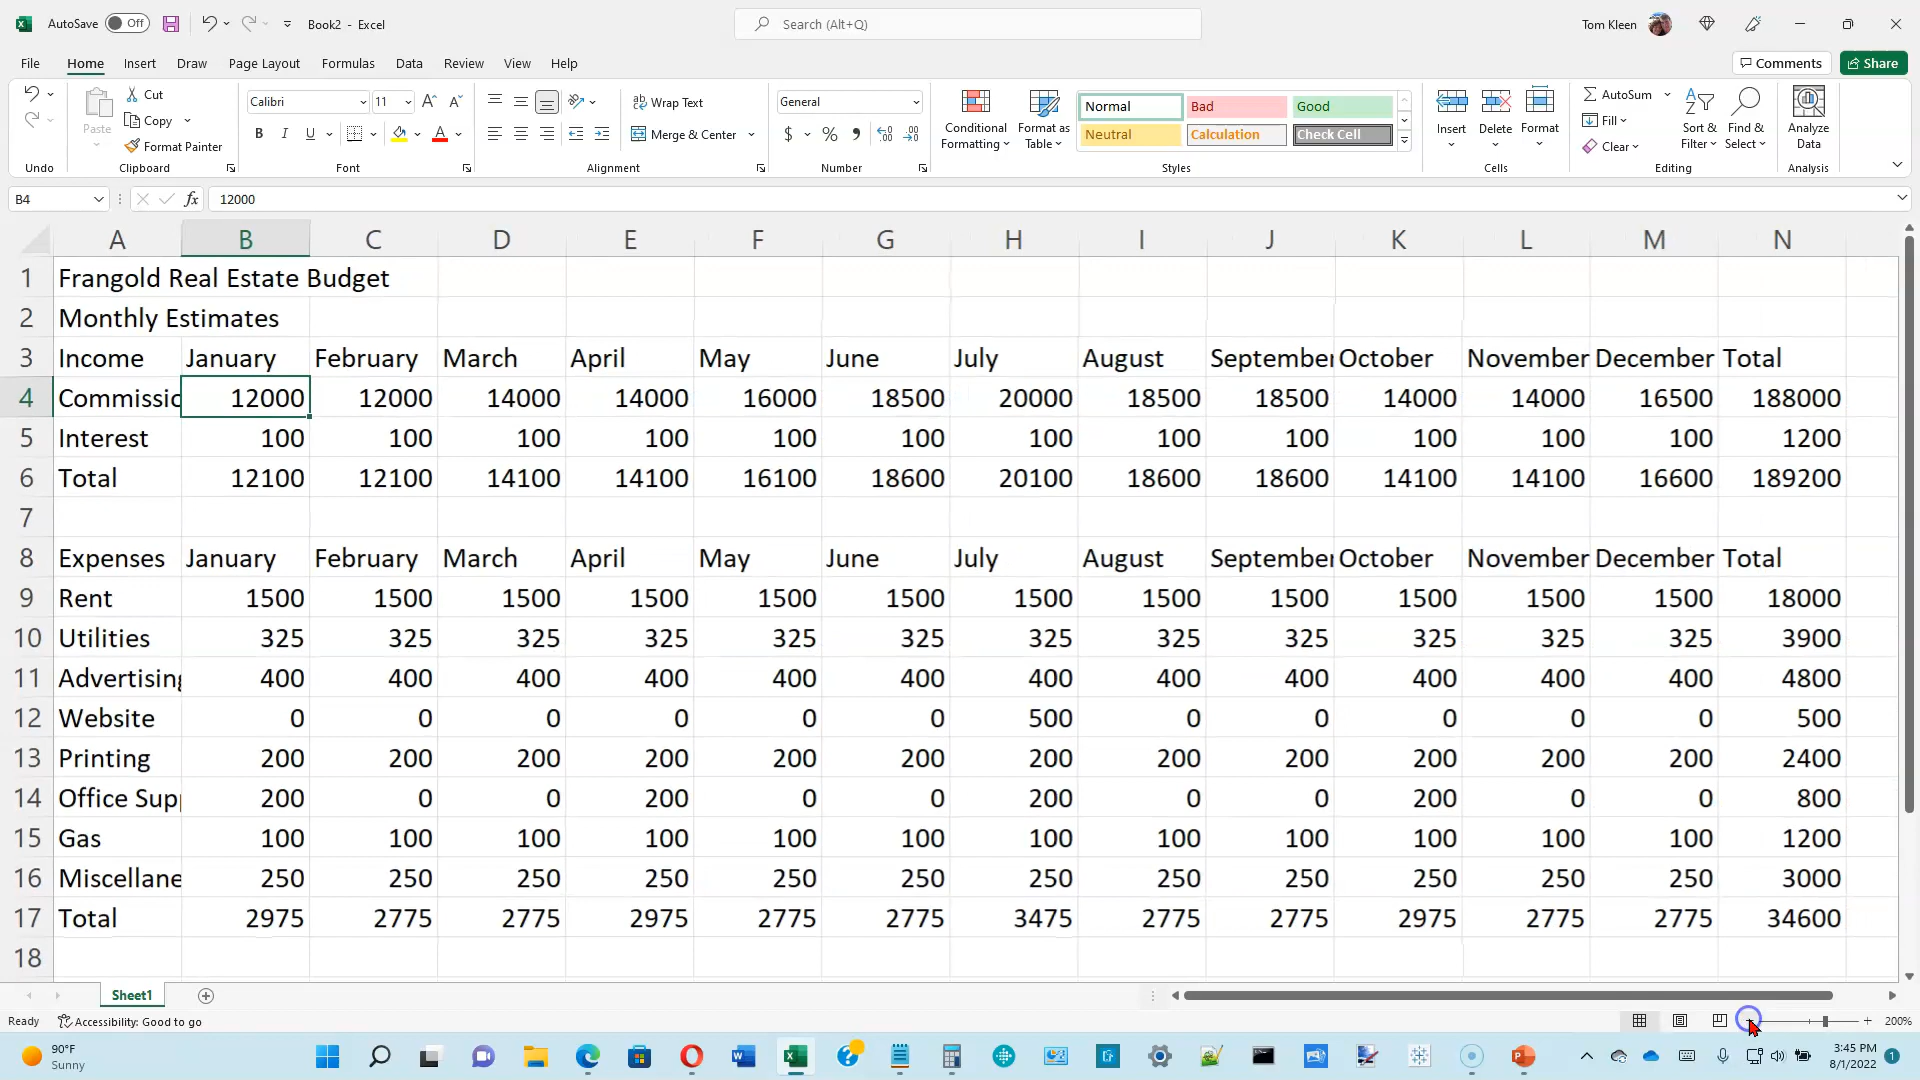 AutoSave Off Book2 - Excel Search (Alt+Q) Tom Kleen
File Home Insert Draw Page Layout Formulas Data Review View Help Comments Share
Paste Cut Copy Format Painter
Calibri 11 B I U A
Wrap Text Merge & Center
General $ %
Conditional Formatting Format as Table
Normal Bad Good
Neutral Calculation Check Cell
Insert Delete Format
AutoSum Fill Clear Sort & Filter Find & Select Analyze Data
Undo Clipboard Font Alignment Number Styles Cells Editing Analysis
B4 fx 12000
A B C D E F G H I J K L M N
1 Frangold Real Estate Budget
2 Monthly Estimates
3 Income January February March April May June July August September October November December Total
4 Commissio 12000 12000 14000 14000 16000 18500 20000 18500 18500 14000 14000 16500 188000
5 Interest 100 100 100 100 100 100 100 100 100 100 100 100 1200
6 Total 12100 12100 14100 14100 16100 18600 20100 18600 18600 14100 14100 16600 189200
7
8 Expenses January February March April May June July August September October November December Total
9 Rent 1500 1500 1500 1500 1500 1500 1500 1500 1500 1500 1500 1500 18000
10 Utilities 325 325 325 325 325 325 325 325 325 325 325 325 3900
11 Advertising 400 400 400 400 400 400 400 400 400 400 400 400 4800
12 Website 0 0 0 0 0 0 500 0 0 0 0 0 500
13 Printing 200 200 200 200 200 200 200 200 200 200 200 200 2400
14 Office Sup 200 0 0 200 0 0 200 0 0 200 0 0 800
15 Gas 100 100 100 100 100 100 100 100 100 100 100 100 1200
16 Miscellane 250 250 250 250 250 250 250 250 250 250 250 250 3000
17 Total 2975 2775 2775 2975 2775 2775 3475 2775 2775 2975 2775 2775 34600
18
Sheet1
Ready Accessibility: Good to go 200%
90°F
Sunny
3:45 PM
8/1/2022 1